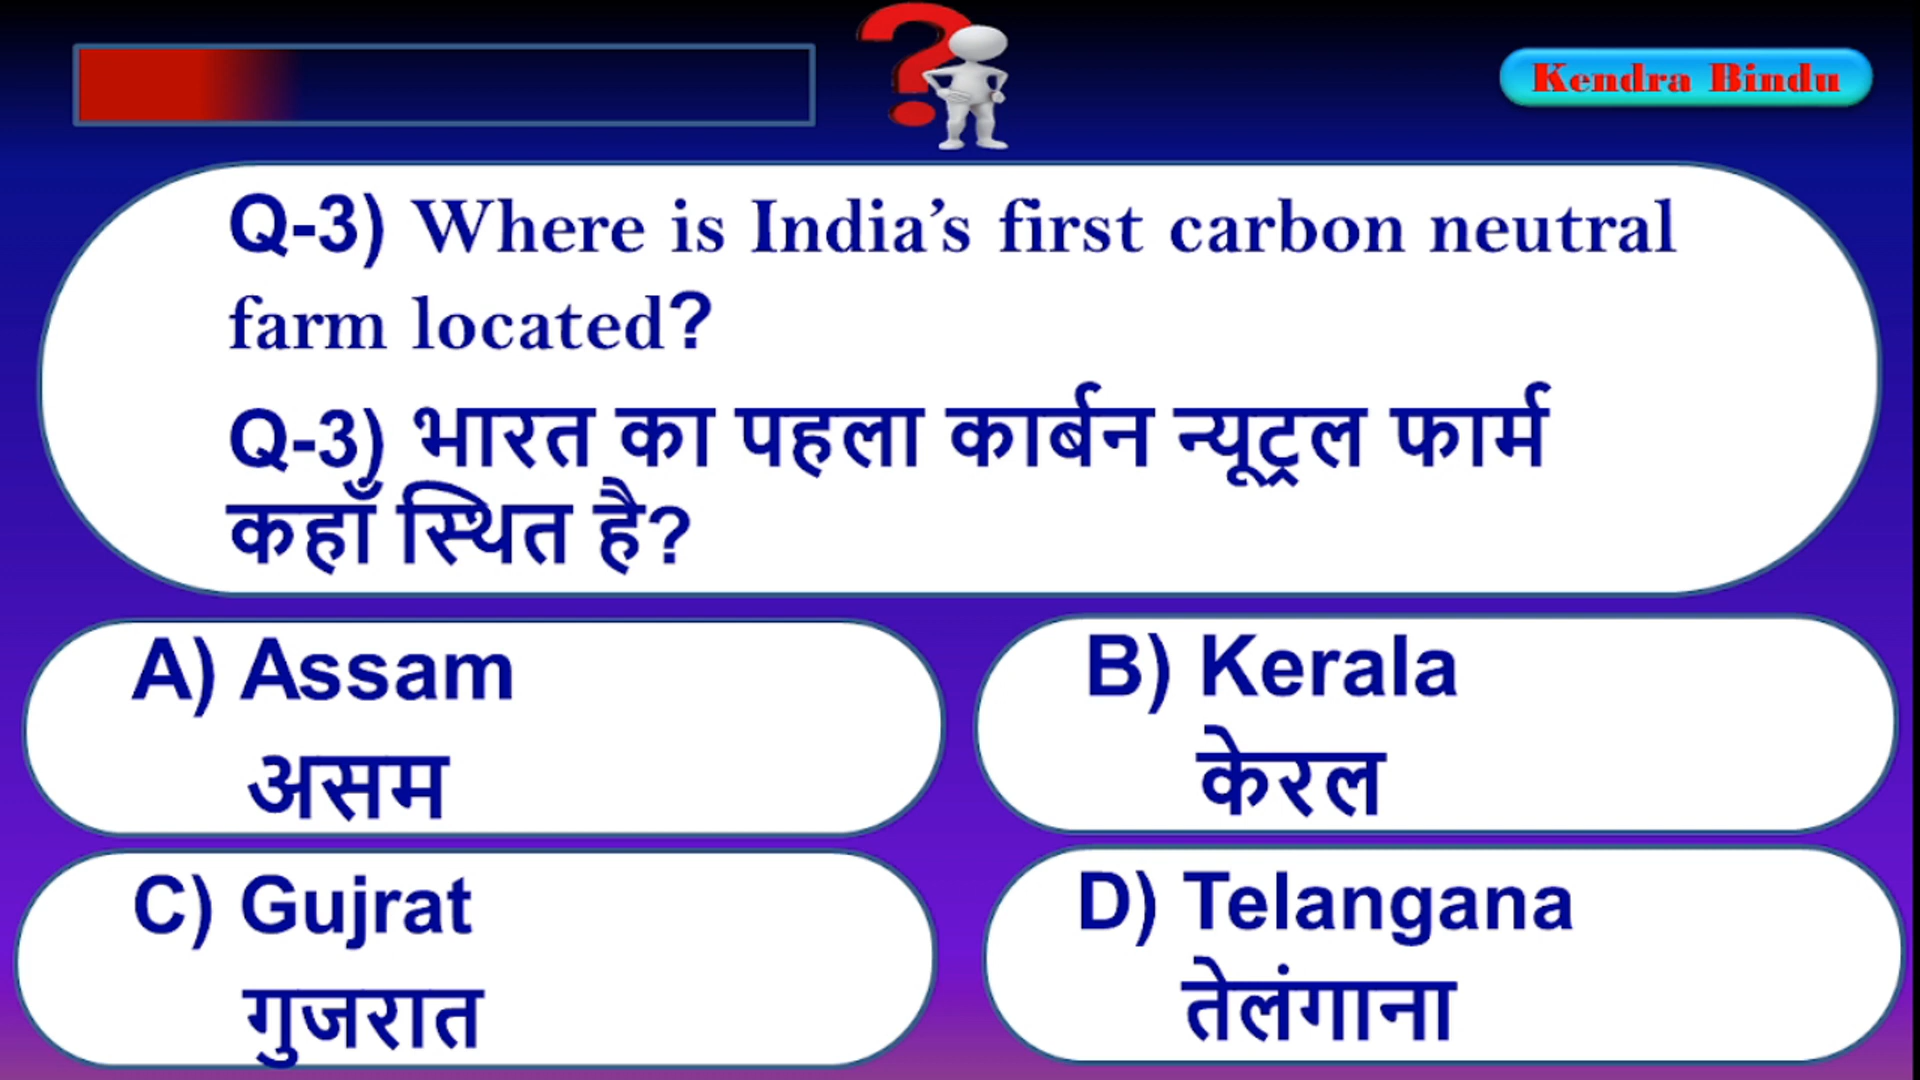 Kendra Bindu
Q-3) Where is India’s first carbon neutral
farm located?
Q-3) भारत का पहला कार्बन न्यूट्रल फार्म
कहाँ स्थित है?
A) Assam
असम
B) Kerala
केरल
C) Gujrat
गुजरात
D) Telangana
तेलंगाना